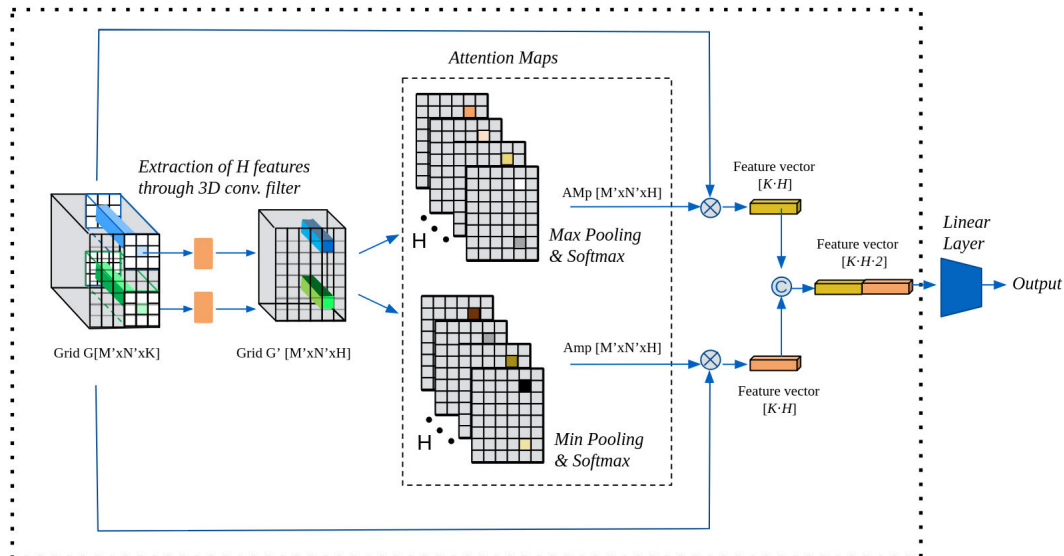 Attention Maps
Extraction of H features
through 3D conv. filter
Grid G[M'xN'xK]
Grid G' [M'xN'xH]
H
Max Pooling
& Softmax
AMp [M'xN'xH]
Feature vector
[K·H]
Feature vector
[K·H·2]
C
Linear
Layer
Output
H
Min Pooling
& Softmax
Amp [M'xN'xH]
Feature vector
[K·H]